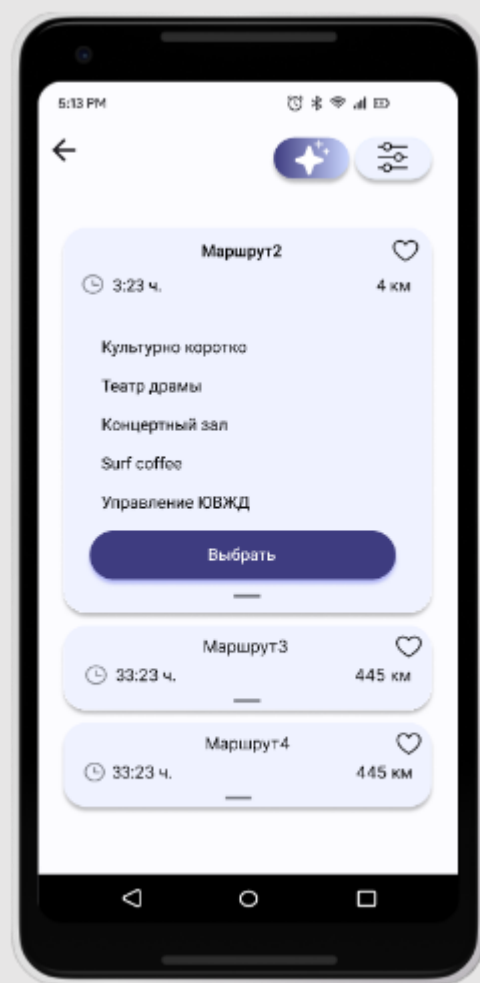 5:13 PM
Маршрут2
3:23 ч.
4 км
Культурно коротко
Театр драмы
Концертный зал
Surf coffee
Управление ЮВЖД
Выбрать
Маршрут3
33:23 ч.
445 км
Маршрут4
33:23 ч.
445 км